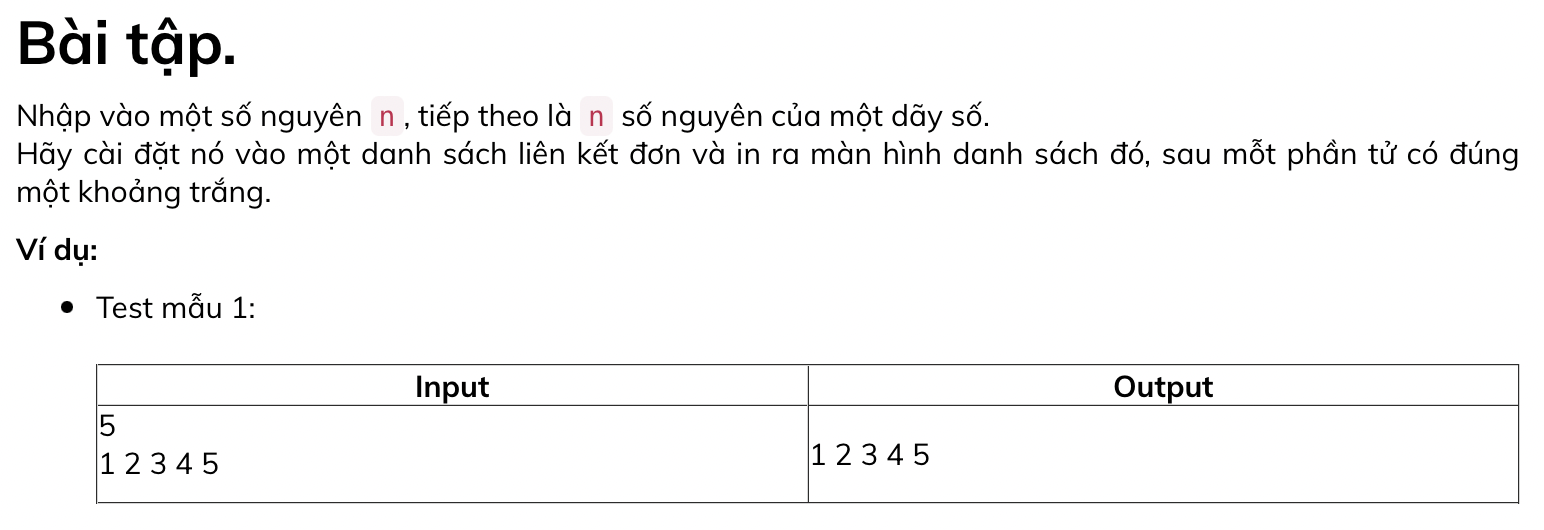 Bài tập.
Nhập vào một số nguyên n, tiếp theo là n số nguyên của một dãy số.
Hãy cài đặt nó vào một danh sách liên kết đơn và in ra màn hình danh sách đó, sau mỗt phần tử có đúng
một khoảng trắng.
Ví dụ:
• Test mẫu 1:
Input Output
5
1 2 3 4 5
1 2 3 4 5